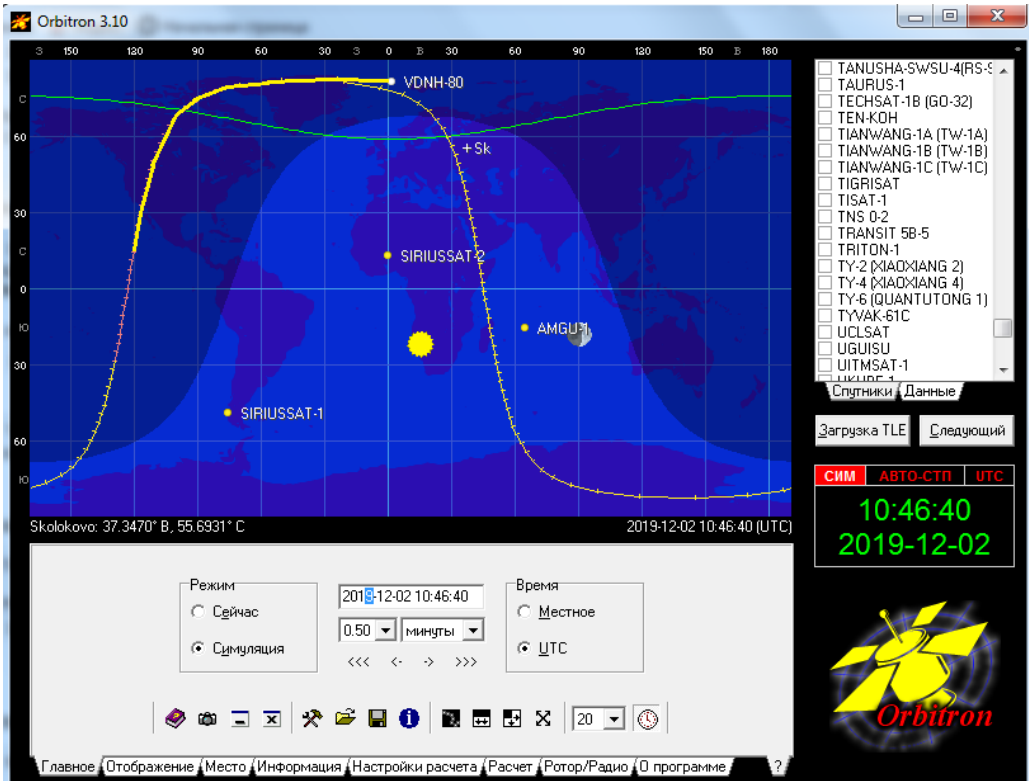 Orbitron 3.10
З 150 120 90 60 30 З 0 В 30 60 90 120 150 В 180
С
60
30
С
0
Ю
30
60
Ю
VDNH-80
+Sk
SIRIUSSAT-2
AMGU-1
SIRIUSSAT-1
Skolokovo: 37.3470° В, 55.6931° С
2019-12-02 10:46:40 (UTC)
TANUSHA-SWSU-4(RS-9
TAURUS-1
TECHSAT-1B (GO-32)
TEN-KOH
TIANWANG-1A (TW-1A)
TIANWANG-1B (TW-1B)
TIANWANG-1C (TW-1C)
TIGRISAT
TISAT-1
TNS 0-2
TRANSIT 5B-5
TRITON-1
TY-2 (XIAOXIANG 2)
TY-4 (XIAOXIANG 4)
TY-6 (QUANTUTONG 1)
TYVAK-61C
UCLSAT
UGUISU
UITMSAT-1
Спутники Данные
Загрузка TLE Следующий
СИМ АВТО-СТП UTC
10:46:40
2019-12-02
Режим
Сейчас
Симуляция
2019-12-02 10:46:40
0.50 минуты
<<< <- -> >>>
Время
Местное
UTC
20
Orbitron
Главное Отображение Место Информация Настройки расчета Расчет Ротор/Радио О программе ?